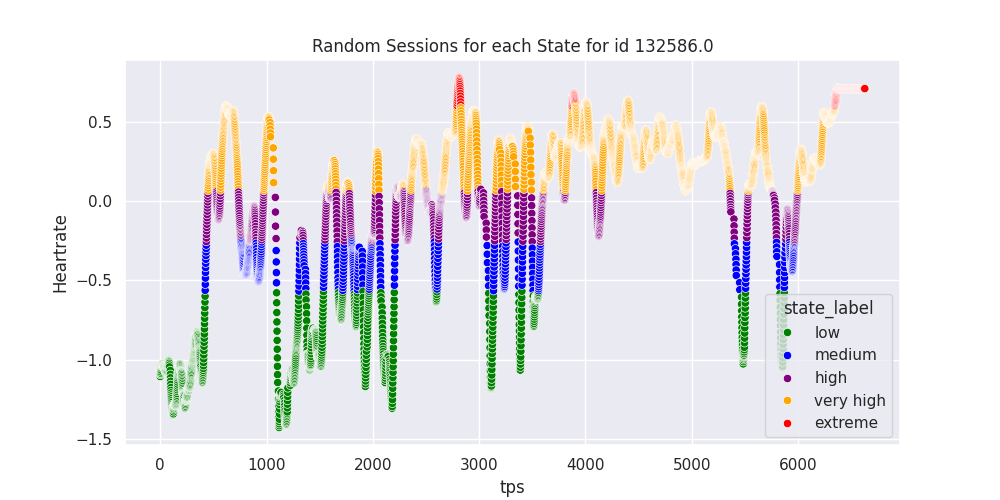 Random Sessions for each State for id 132586.0
Heartrate
0.5
0.0
−0.5
−1.0
−1.5
0 1000 2000 3000 4000 5000 6000
tps
state_label
low
medium
high
very high
extreme